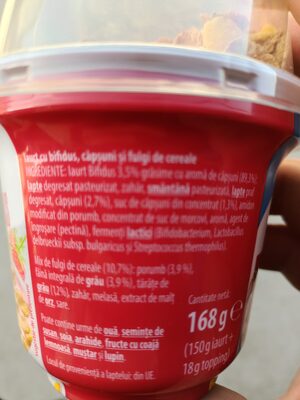 Iaurt cu bifidus, căpșuni și fulgi de cereale
INGREDIENTE: Iaurt Bifidus 3,5% grăsime cu aromă de căpșuni (89,3%):
lapte degresat pasteurizat, zahăr, smântână pasteurizată, lapte praf
degresat, căpșuni (2,7%), suc de căpșuni din concentrat (1,3%), amidon
modificat din porumb, concentrat de suc de morcovi, aromă, agent de
îngroșare (pectină), fermenți lactici (Bifidobacterium, Lactobacillus
delbrueckii subsp. bulgaricus și Streptococcus thermophilus).
Mix de fulgi de cereale (10,7%): porumb (3,9 %),
făină integrală de grâu (3,9%), tărâțe de
grâu (1,2%), zahăr, melasă, extract de malț
de orz, sare.
Poate conține urme de ouă, semințe de
susan, soia, arahide, fructe cu coajă
lemnoasă, muștar și lupin.
Locul de proveniență a laptelui: din UE.
Cantitate netă:
168 g e
(150 g iaurt +
18 g topping)